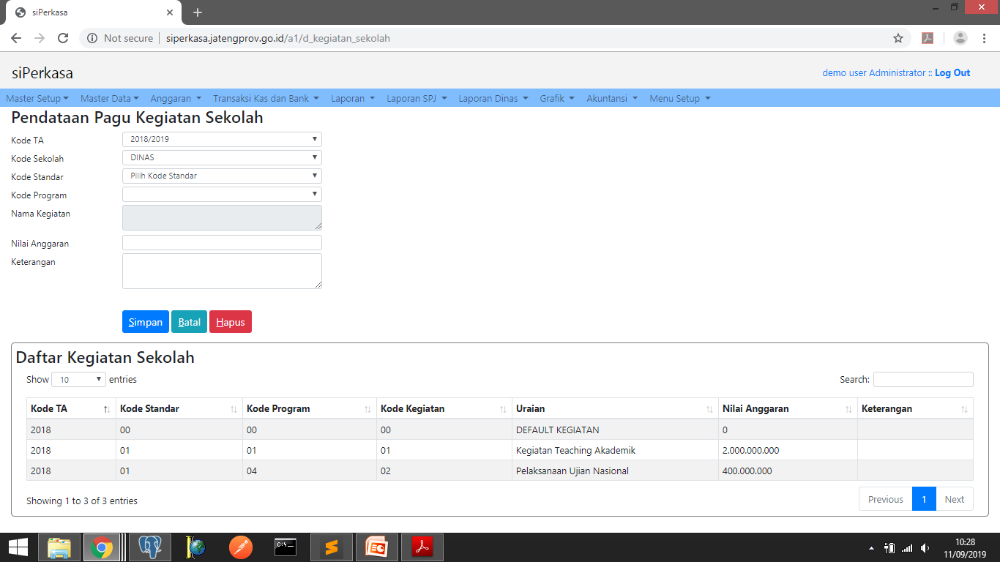 siPerkasa
Not secure siperkasa.jatengprov.go.id/a1/d_kegiatan_sekolah
siPerkasa
demo user Administrator :: Log Out
Master Setup Master Data Anggaran Transaksi Kas dan Bank Laporan Laporan SPJ Laporan Dinas Grafik Akuntansi Menu Setup
Pendataan Pagu Kegiatan Sekolah
Kode TA 2018/2019
Kode Sekolah DINAS
Kode Standar Pilih Kode Standar
Kode Program
Nama Kegiatan
Nilai Anggaran
Keterangan
Simpan Batal Hapus
Daftar Kegiatan Sekolah
Show 10 entries Search:
Kode TA Kode Standar Kode Program Kode Kegiatan Uraian Nilai Anggaran Keterangan
2018 00 00 00 DEFAULT KEGIATAN 0
2018 01 01 01 Kegiatan Teaching Akademik 2.000.000.000
2018 01 04 02 Pelaksanaan Ujian Nasional 400.000.000
Showing 1 to 3 of 3 entries Previous 1 Next
10:28
11/09/2019